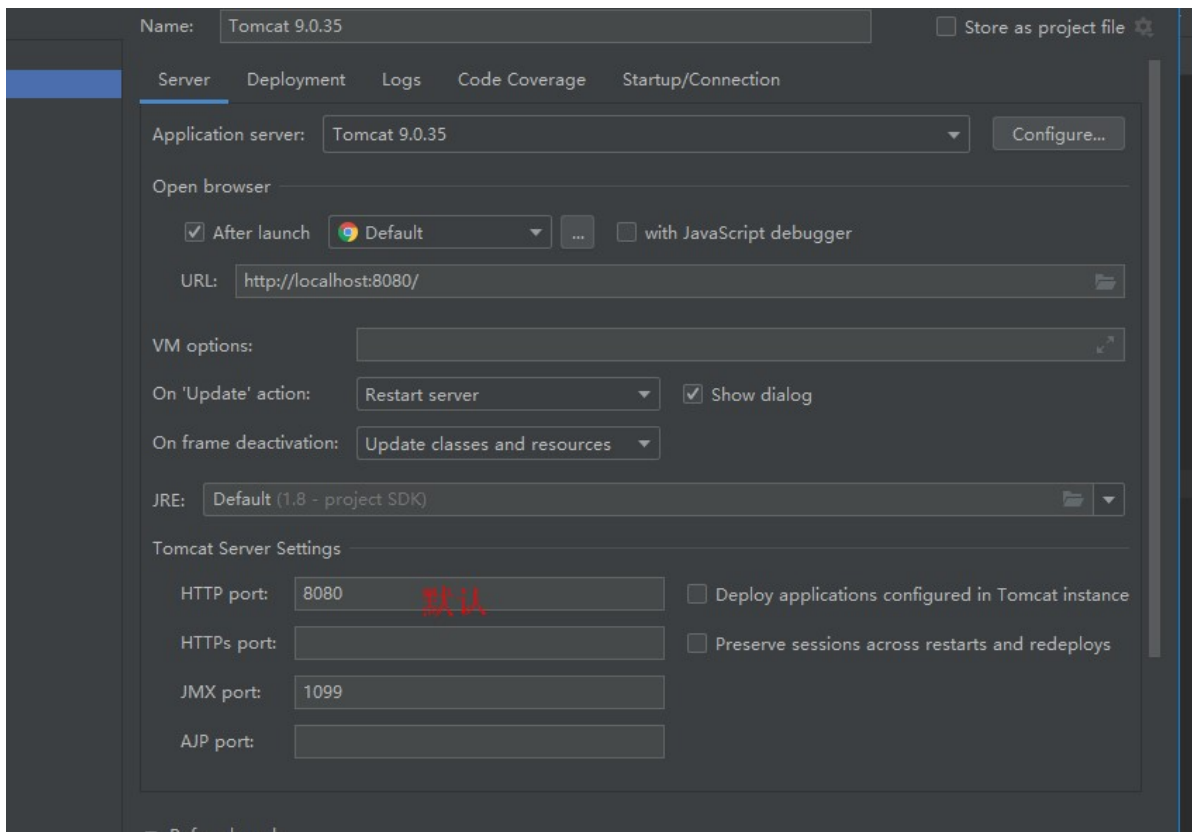 Name: Tomcat 9.0.35 Store as project file
Server Deployment Logs Code Coverage Startup/Connection
Application server: Tomcat 9.0.35 Configure...
Open browser
After launch Default ... with JavaScript debugger
URL: http://localhost:8080/
VM options:
On 'Update' action: Restart server Show dialog
On frame deactivation: Update classes and resources
JRE: Default (1.8 - project SDK)
Tomcat Server Settings
HTTP port: 8080 默认 Deploy applications configured in Tomcat instance
HTTPs port: Preserve sessions across restarts and redeploys
JMX port: 1099
AJP port: